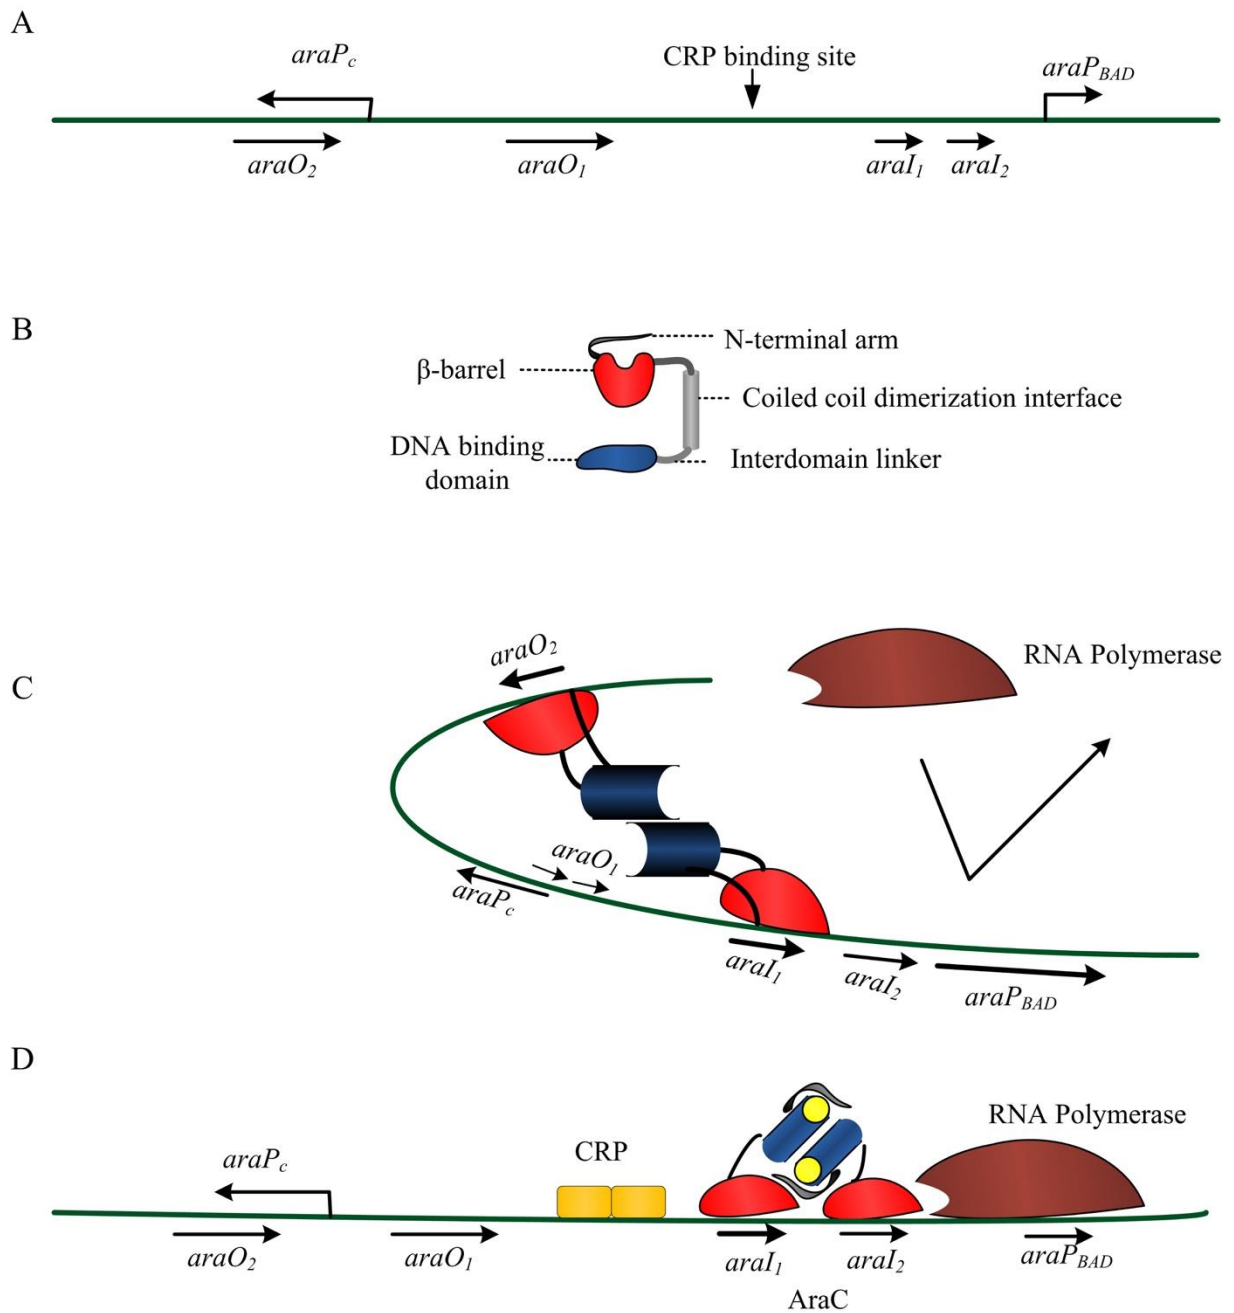 A
araPc
CRP binding site
araPBAD
araO2
araO1
araI1
araI2
B
N-terminal arm
β-barrel
Coiled coil dimerization interface
DNA binding
domain
Interdomain linker
C
araO2
RNA Polymerase
araO1
araPc
araI1
araI2
araPBAD
D
RNA Polymerase
CRP
araPc
araO2
araO1
araI1
araI2
araPBAD
AraC